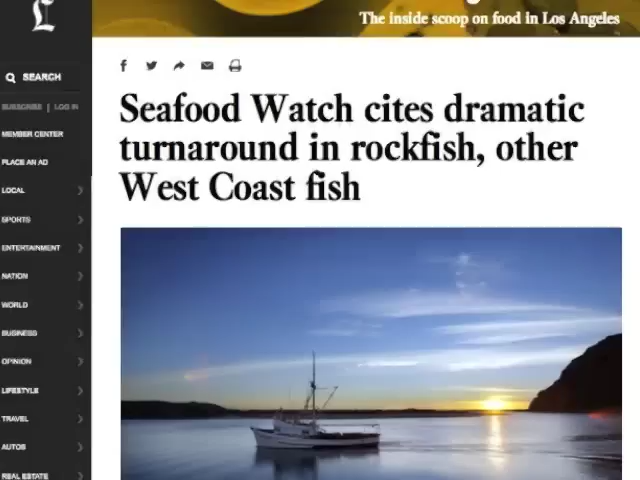 L
The inside scoop on food in Los Angeles
SEARCH
SUBSCRIBE | LOG IN
MEMBER CENTER
PLACE AN AD
LOCAL
SPORTS
ENTERTAINMENT
NATION
WORLD
BUSINESS
OPINION
LIFESTYLE
TRAVEL
AUTOS
REAL ESTATE
Seafood Watch cites dramatic
turnaround in rockfish, other
West Coast fish